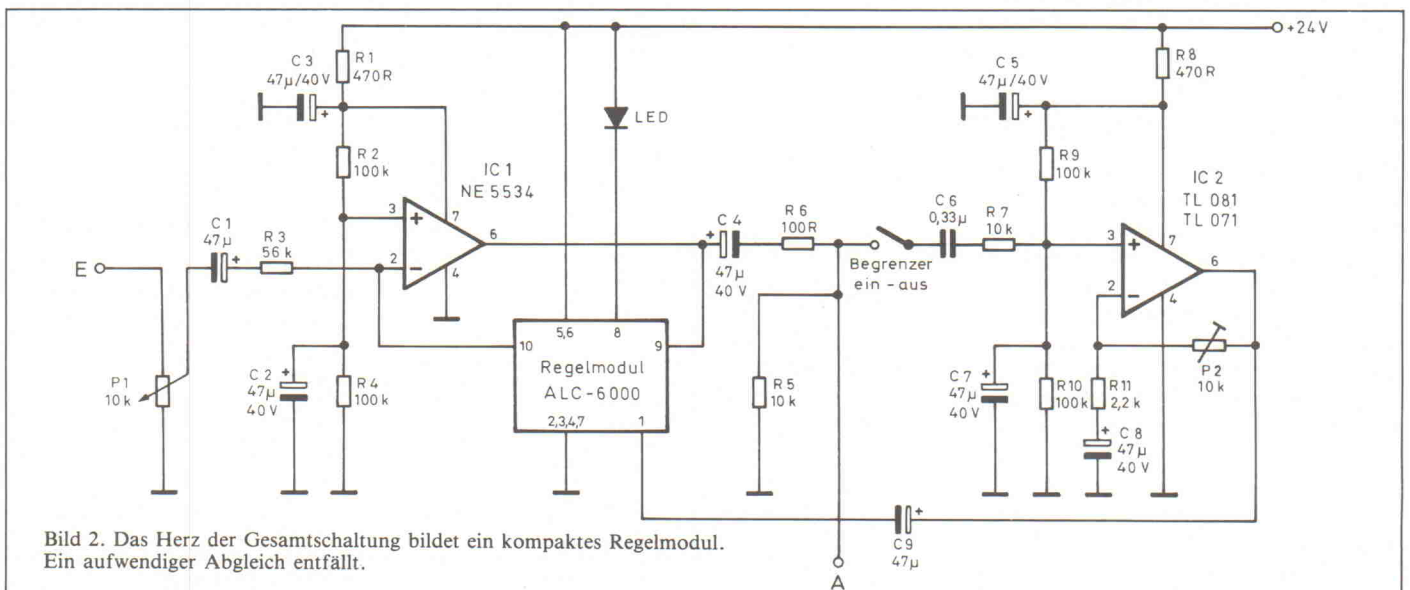 +24V
C3
47µ/40V
R1
470R
C5
47µ/40V
R8
470R
LED
R2
100k
IC1
NE 5534
R9
100k
IC 2
TL 081
TL 071
3
+
7
6
2
−
4
C1
47µ
+
R3
56k
E
+
C4
47µ
40V
R6
100R
Begrenzer
ein-aus
C6
0,33µ
R7
10k
3
+
7
6
2
−
4
P1
10k
C2
47µ
40V
+
R4
100k
5,6
8
10
9
Regelmodul
ALC-6000
2,3,4,7
1
R5
10k
C7
47µ
40V
+
R10
100k
R11
2,2k
P2
10k
+
C8
47µ
40V
C9
47µ
+
A
Bild 2. Das Herz der Gesamtschaltung bildet ein kompaktes Regelmodul.
Ein aufwendiger Abgleich entfällt.